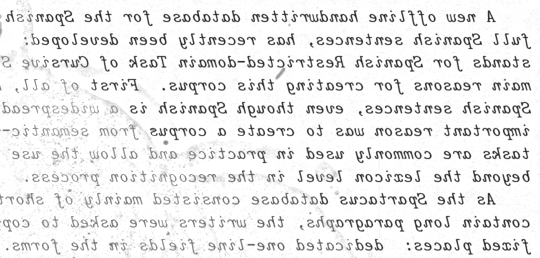 A new offline handwritten database for the Spanish
full Spanish sentences, has recently been developed:
stands for Spanish Restricted-domain Task of Cursive S
main reasons for creating this corpus. First of all,
Spanish sentences, even though Spanish is a widespread
important reason was to create a corpus from semantic-
tasks are commonly used in practice and allow the use
beyond the lexicon level in the recognition process.
As the Spartacus database consisted mainly of short
contain long paragraphs, the writers were asked to cop
fixed places: dedicated one-line fields in the forms.